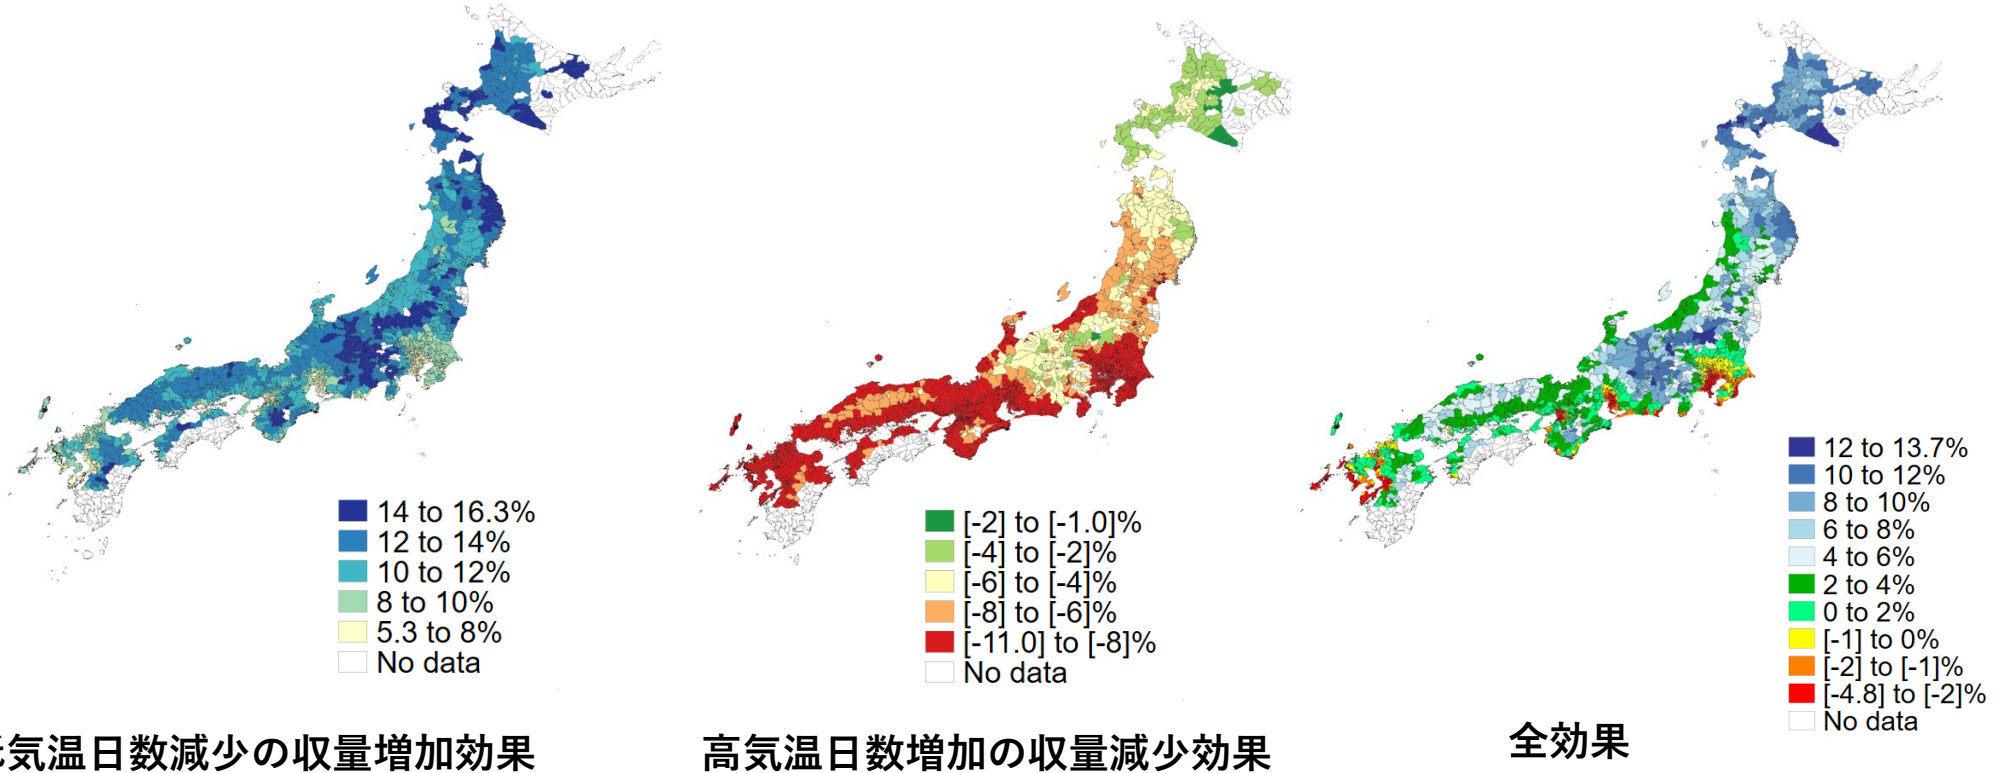 14 to 16.3%
12 to 14%
10 to 12%
8 to 10%
5.3 to 8%
No data
気温日数減少の収量増加効果
[-2] to [-1.0]%
[-4] to [-2]%
[-6] to [-4]%
[-8] to [-6]%
[-11.0] to [-8]%
No data
高気温日数増加の収量減少効果
12 to 13.7%
10 to 12%
8 to 10%
6 to 8%
4 to 6%
2 to 4%
0 to 2%
[-1] to 0%
[-2] to [-1]%
[-4.8] to [-2]%
No data
全効果